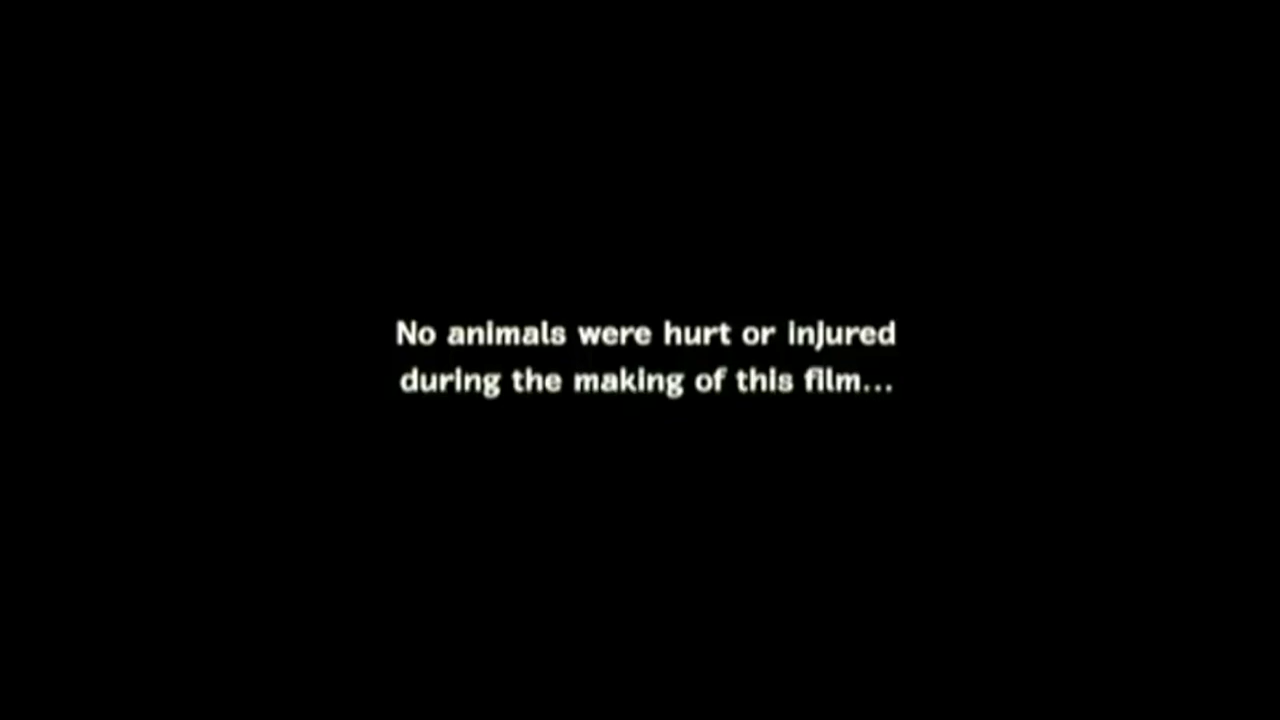 No animals were hurt or injured
during the making of this film...